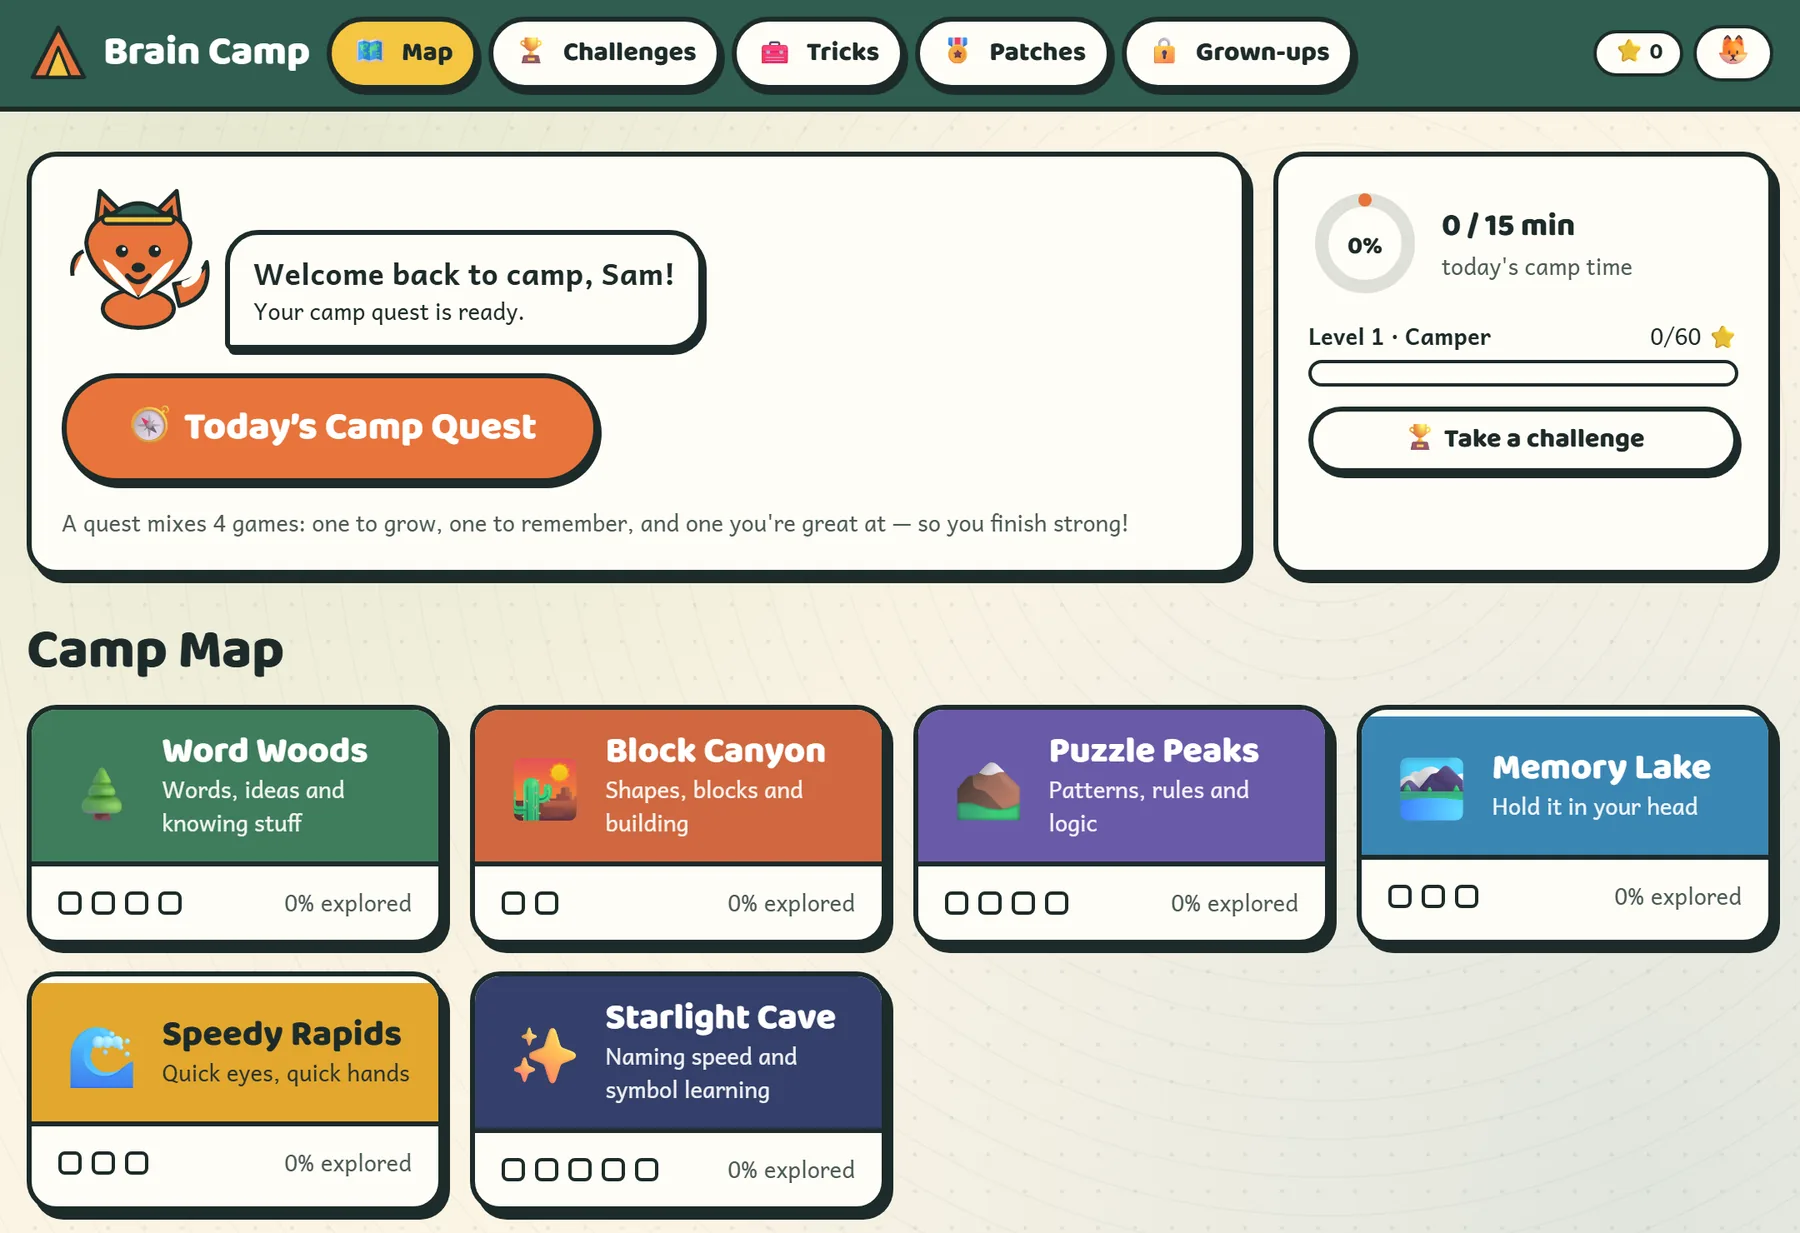 Brain Camp
Map
Challenges
Tricks
Patches
Grown-ups
0
Welcome back to camp, Sam!
Your camp quest is ready.
Today's Camp Quest
A quest mixes 4 games: one to grow, one to remember, and one you're great at — so you finish strong!
0%
0 / 15 min
today's camp time
Level 1 · Camper
0/60
Take a challenge
Camp Map
Word Woods
Words, ideas and
knowing stuff
0% explored
Block Canyon
Shapes, blocks and
building
0% explored
Puzzle Peaks
Patterns, rules and
logic
0% explored
Memory Lake
Hold it in your head
0% explored
Speedy Rapids
Quick eyes, quick hands
0% explored
Starlight Cave
Naming speed and
symbol learning
0% explored